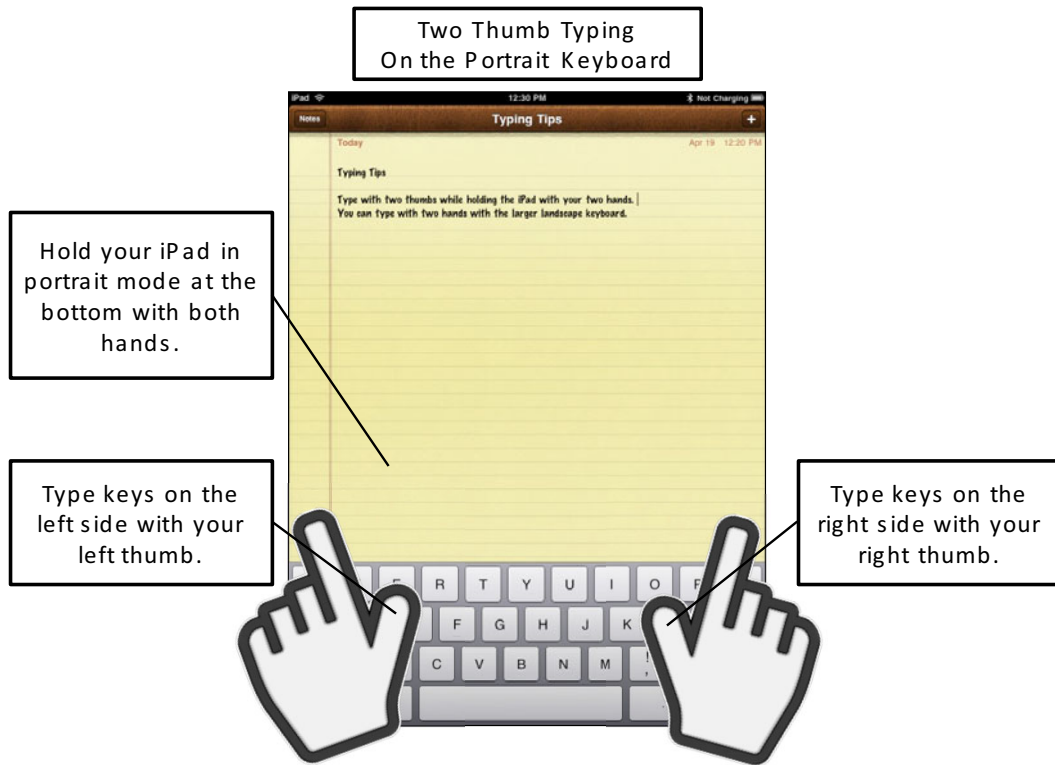 Two Thumb Typing
On the Portrait Keyboard
iPad 12:30 PM Not Charging
Notes Typing Tips +
Today Apr 19 12:20 PM
Typing Tips
Type with two thumbs while holding the iPad with your two hands.
You can type with two hands with the larger landscape keyboard.
Hold your iPad in
portrait mode at the
bottom with both
hands.
Type keys on the
left side with your
left thumb.
Type keys on the
right side with your
right thumb.
E R T Y U I O P
F G H J K
C V B N M ! ,